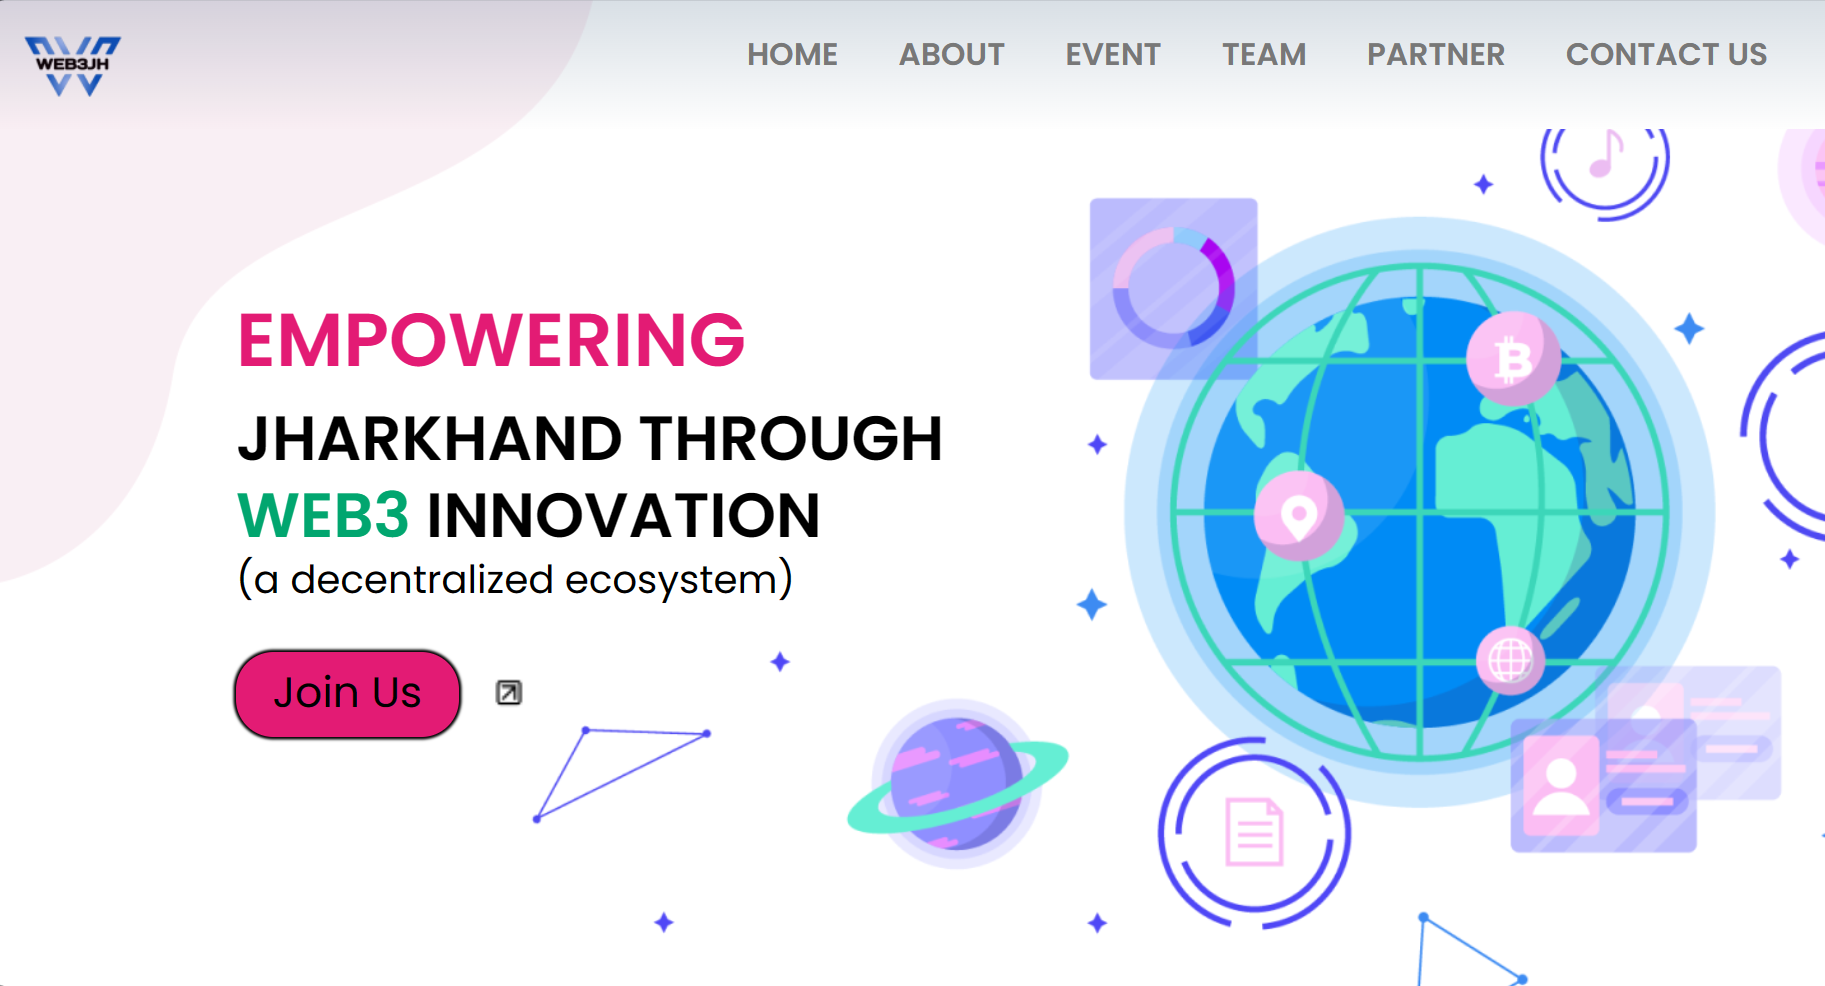 WEB3JH
HOME ABOUT EVENT TEAM PARTNER CONTACT US
EMPOWERING
JHARKHAND THROUGH
WEB3 INNOVATION
(a decentralized ecosystem)
Join Us